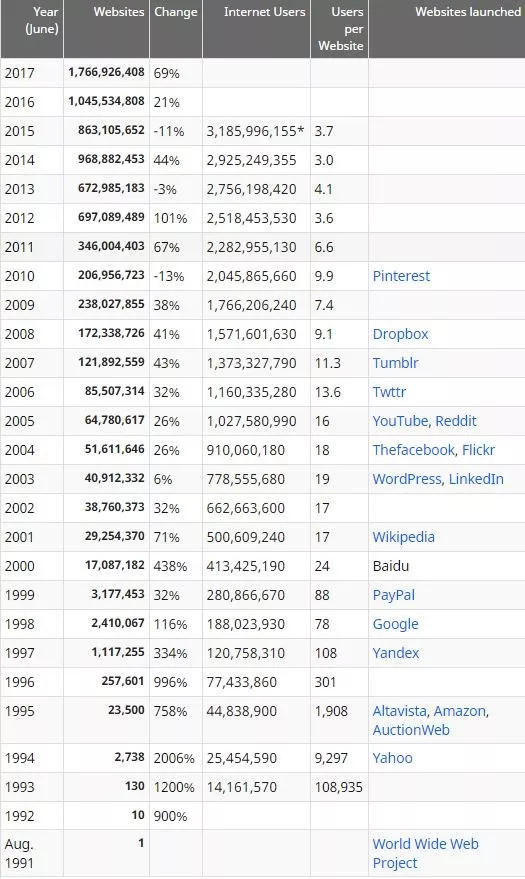 Year (June) Websites Change Internet Users Users per Website Websites launched
2017 1,766,926,408 69%
2016 1,045,534,808 21%
2015 863,105,652 -11% 3,185,996,155* 3.7
2014 968,882,453 44% 2,925,249,355 3.0
2013 672,985,183 -3% 2,756,198,420 4.1
2012 697,089,489 101% 2,518,453,530 3.6
2011 346,004,403 67% 2,282,955,130 6.6
2010 206,956,723 -13% 2,045,865,660 9.9 Pinterest
2009 238,027,855 38% 1,766,206,240 7.4
2008 172,338,726 41% 1,571,601,630 9.1 Dropbox
2007 121,892,559 43% 1,373,327,790 11.3 Tumblr
2006 85,507,314 32% 1,160,335,280 13.6 Twttr
2005 64,780,617 26% 1,027,580,990 16 YouTube, Reddit
2004 51,611,646 26% 910,060,180 18 Thefacebook, Flickr
2003 40,912,332 6% 778,555,680 19 WordPress, LinkedIn
2002 38,760,373 32% 662,663,600 17
2001 29,254,370 71% 500,609,240 17 Wikipedia
2000 17,087,182 438% 413,425,190 24 Baidu
1999 3,177,453 32% 280,866,670 88 PayPal
1998 2,410,067 116% 188,023,930 78 Google
1997 1,117,255 334% 120,758,310 108 Yandex
1996 257,601 996% 77,433,860 301
1995 23,500 758% 44,838,900 1,908 Altavista, Amazon,
AuctionWeb
1994 2,738 2006% 25,454,590 9,297 Yahoo
1993 130 1200% 14,161,570 108,935
1992 10 900%
Aug. 1 World Wide Web
1991 Project